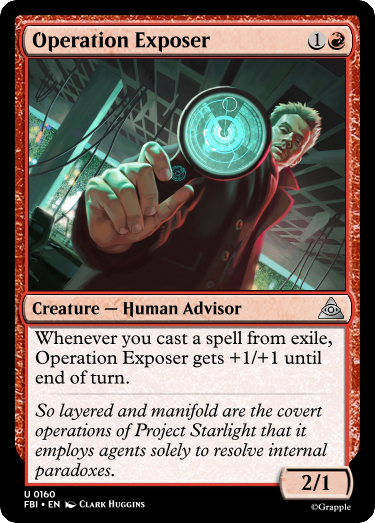 Operation Exposer 1
Creature — Human Advisor
Whenever you cast a spell from exile,
Operation Exposer gets +1/+1 until
end of turn.
So layered and manifold are the covert
operations of Project Starlight that it
employs agents solely to resolve internal
paradoxes.
2/1
U 0160
FBI • EN Clark Huggins
©Grapple